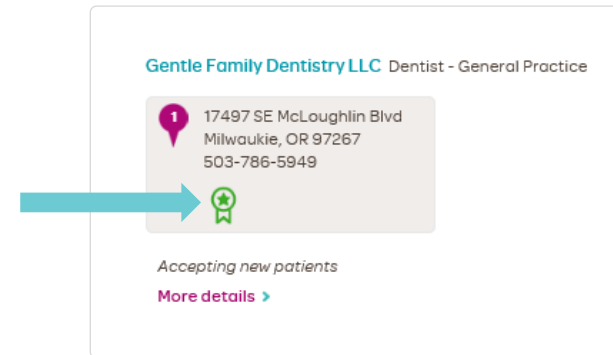 Gentle Family Dentistry LLC Dentist - General Practice
1
17497 SE McLoughlin Blvd
Milwaukie, OR 97267
503-786-5949
Accepting new patients
More details >